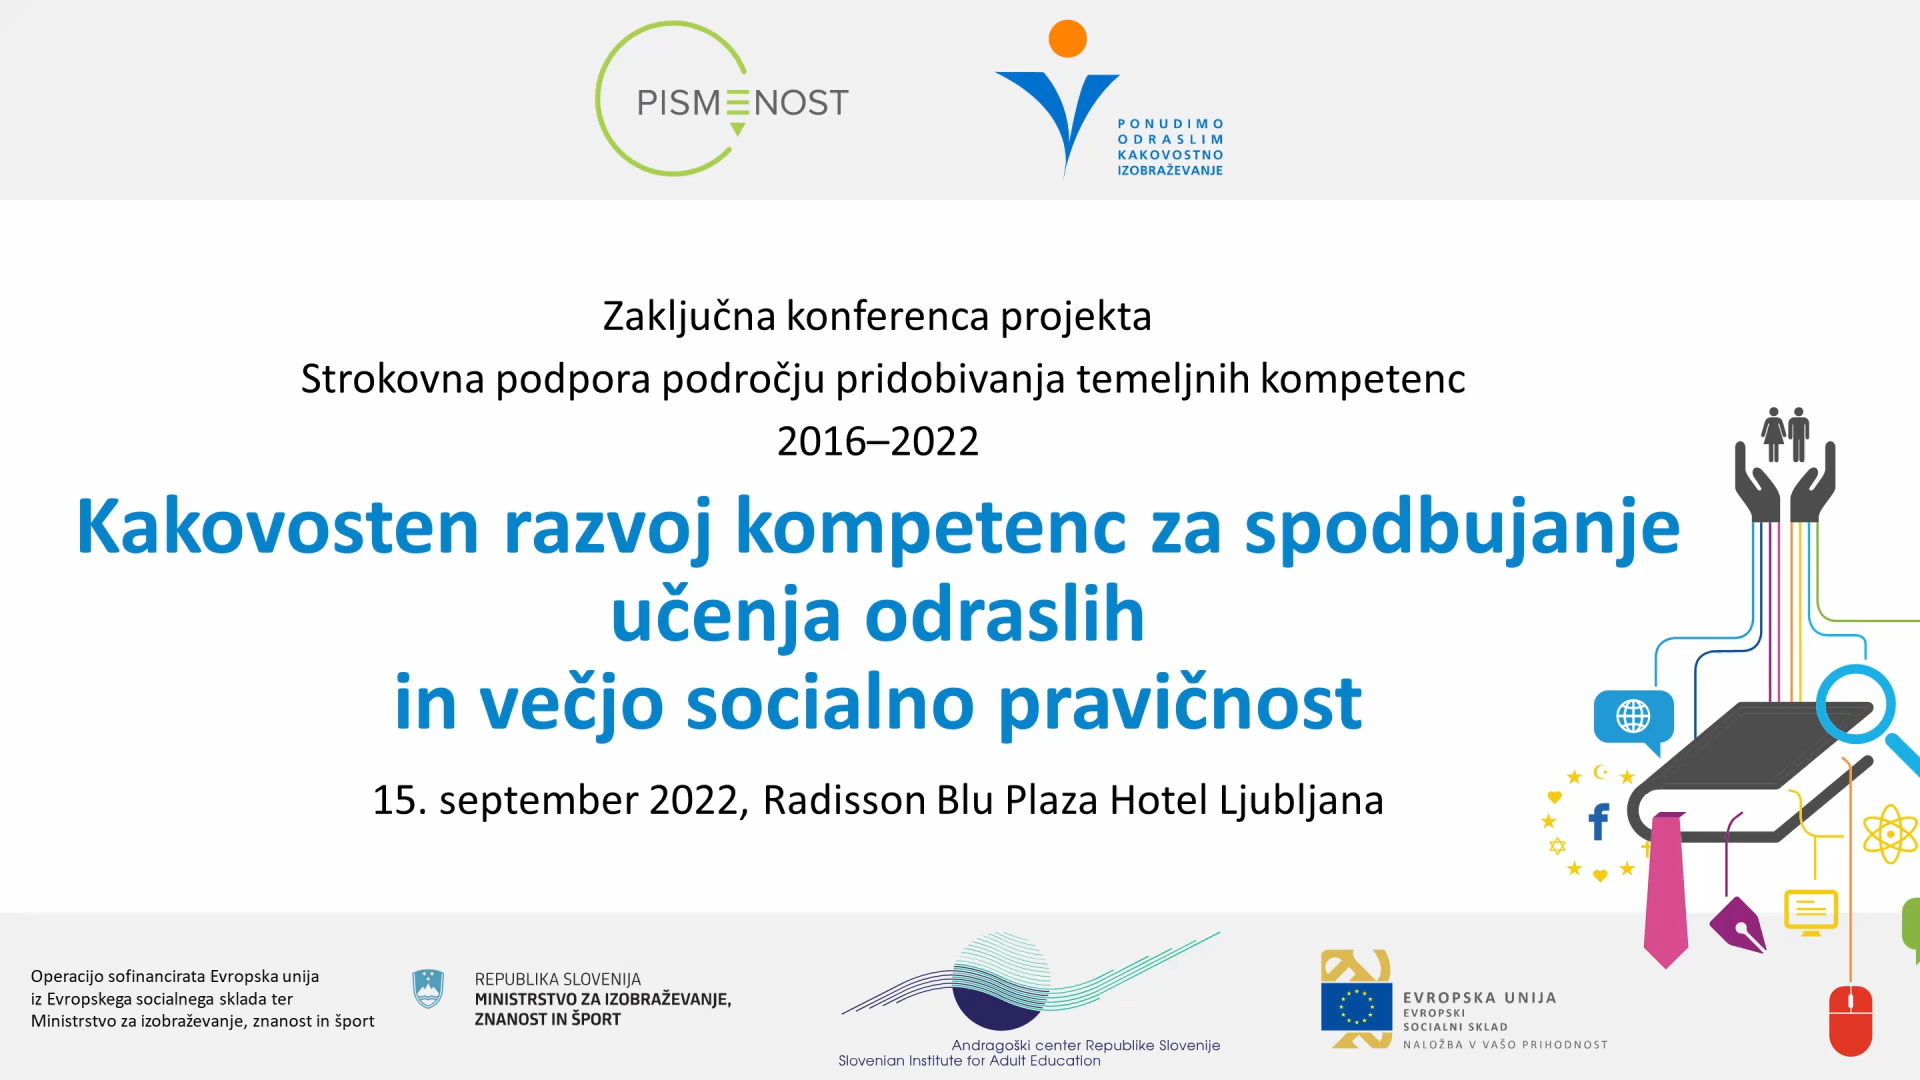 PISMENOST
PONUDIMO
ODRASLIM
KAKOVOSTNO
IZOBRAŽEVANJE
Zaključna konferenca projekta
Strokovna podpora področju pridobivanja temeljnih kompetenc
2016–2022
Kakovosten razvoj kompetenc za spodbujanje
učenja odraslih
in večjo socialno pravičnost
15. september 2022, Radisson Blu Plaza Hotel Ljubljana
f
Operacijo sofinancirata Evropska unija
iz Evropskega socialnega sklada ter
Ministrstvo za izobraževanje, znanost in šport
REPUBLIKA SLOVENIJA
MINISTRSTVO ZA IZOBRAŽEVANJE,
ZNANOST IN ŠPORT
Andragoški center Republike Slovenije
Slovenian Institute for Adult Education
EVROPSKA UNIJA
EVROPSKI
SOCIALNI SKLAD
NALOŽBA V VAŠO PRIHODNOST